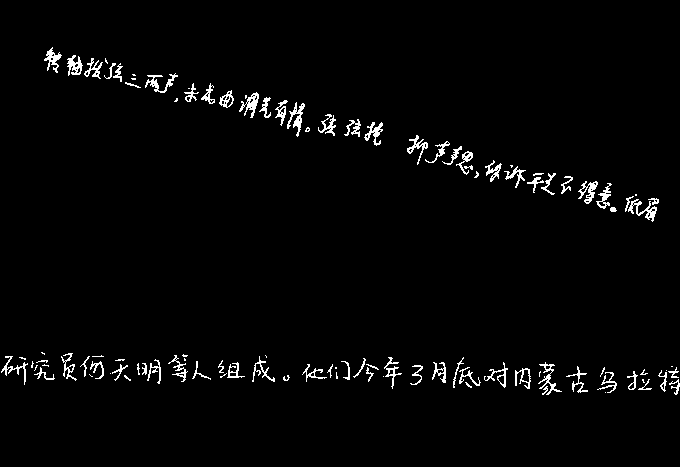 转轴拨弦三两声,未成曲调先有情。弦弦掩抑声声思,似诉平生不得意。低眉
研究员何天明等人组成。他们今年3月底对内蒙古乌拉特